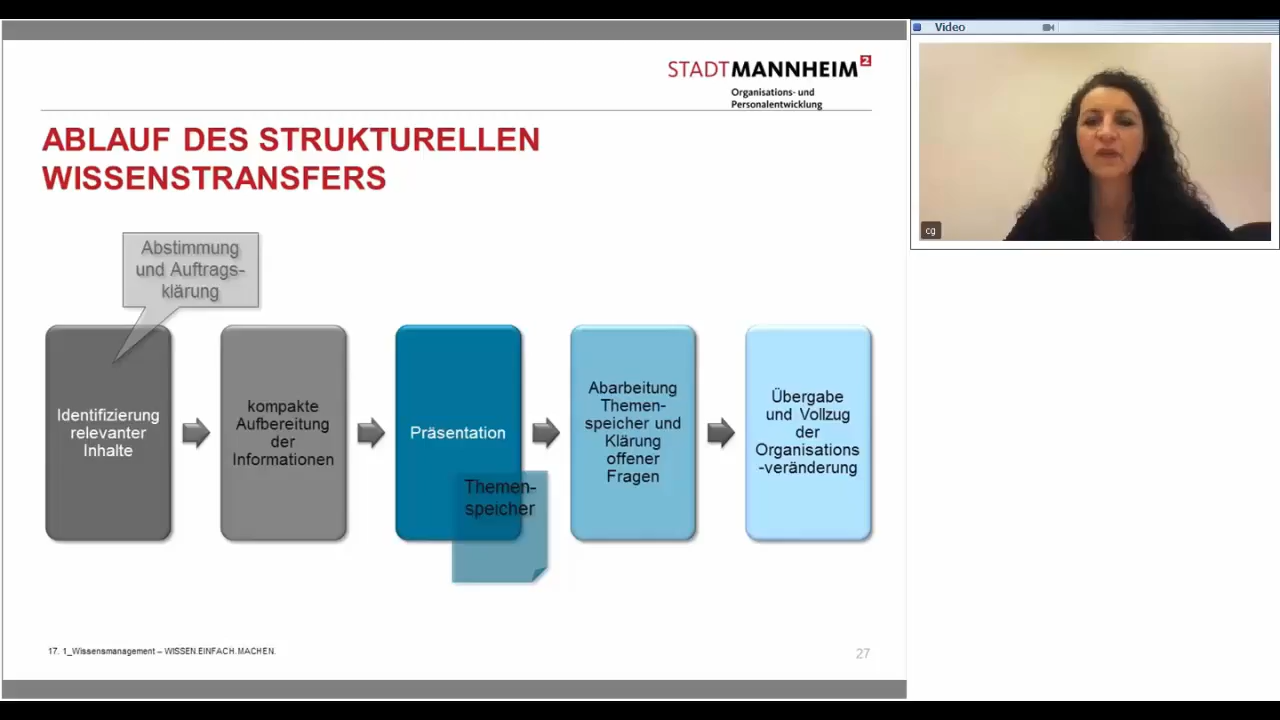 STADTMANNHEIM2
Organisations- und
Personalentwicklung
ABLAUF DES STRUKTURELLEN
WISSENSTRANSFERS
Abstimmung
und Auftrags-
klärung
Identifizierung
relevanter
Inhalte
kompakte
Aufbereitung
der
Informationen
Präsentation
Themen-
speicher
Abarbeitung
Themen-
speicher und
Klärung
offener
Fragen
Übergabe
und Vollzug
der
Organisations
-veränderung
17. 1_Wissensmanagement – WISSEN.EINFACH.MACHEN.
27
Video
cg